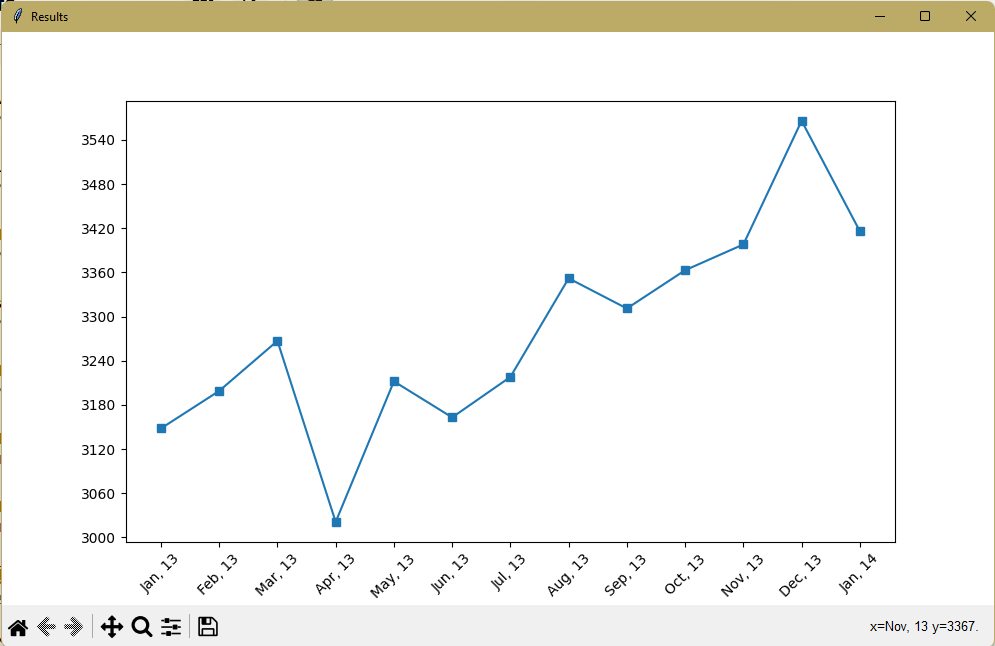 Results
3540
3480
3420
3360
3300
3240
3180
3120
3060
3000
Jan, 13
Feb, 13
Mar, 13
Apr, 13
May, 13
Jun, 13
Jul, 13
Aug, 13
Sep, 13
Oct, 13
Nov, 13
Dec, 13
Jan, 14
x=Nov, 13 y=3367.